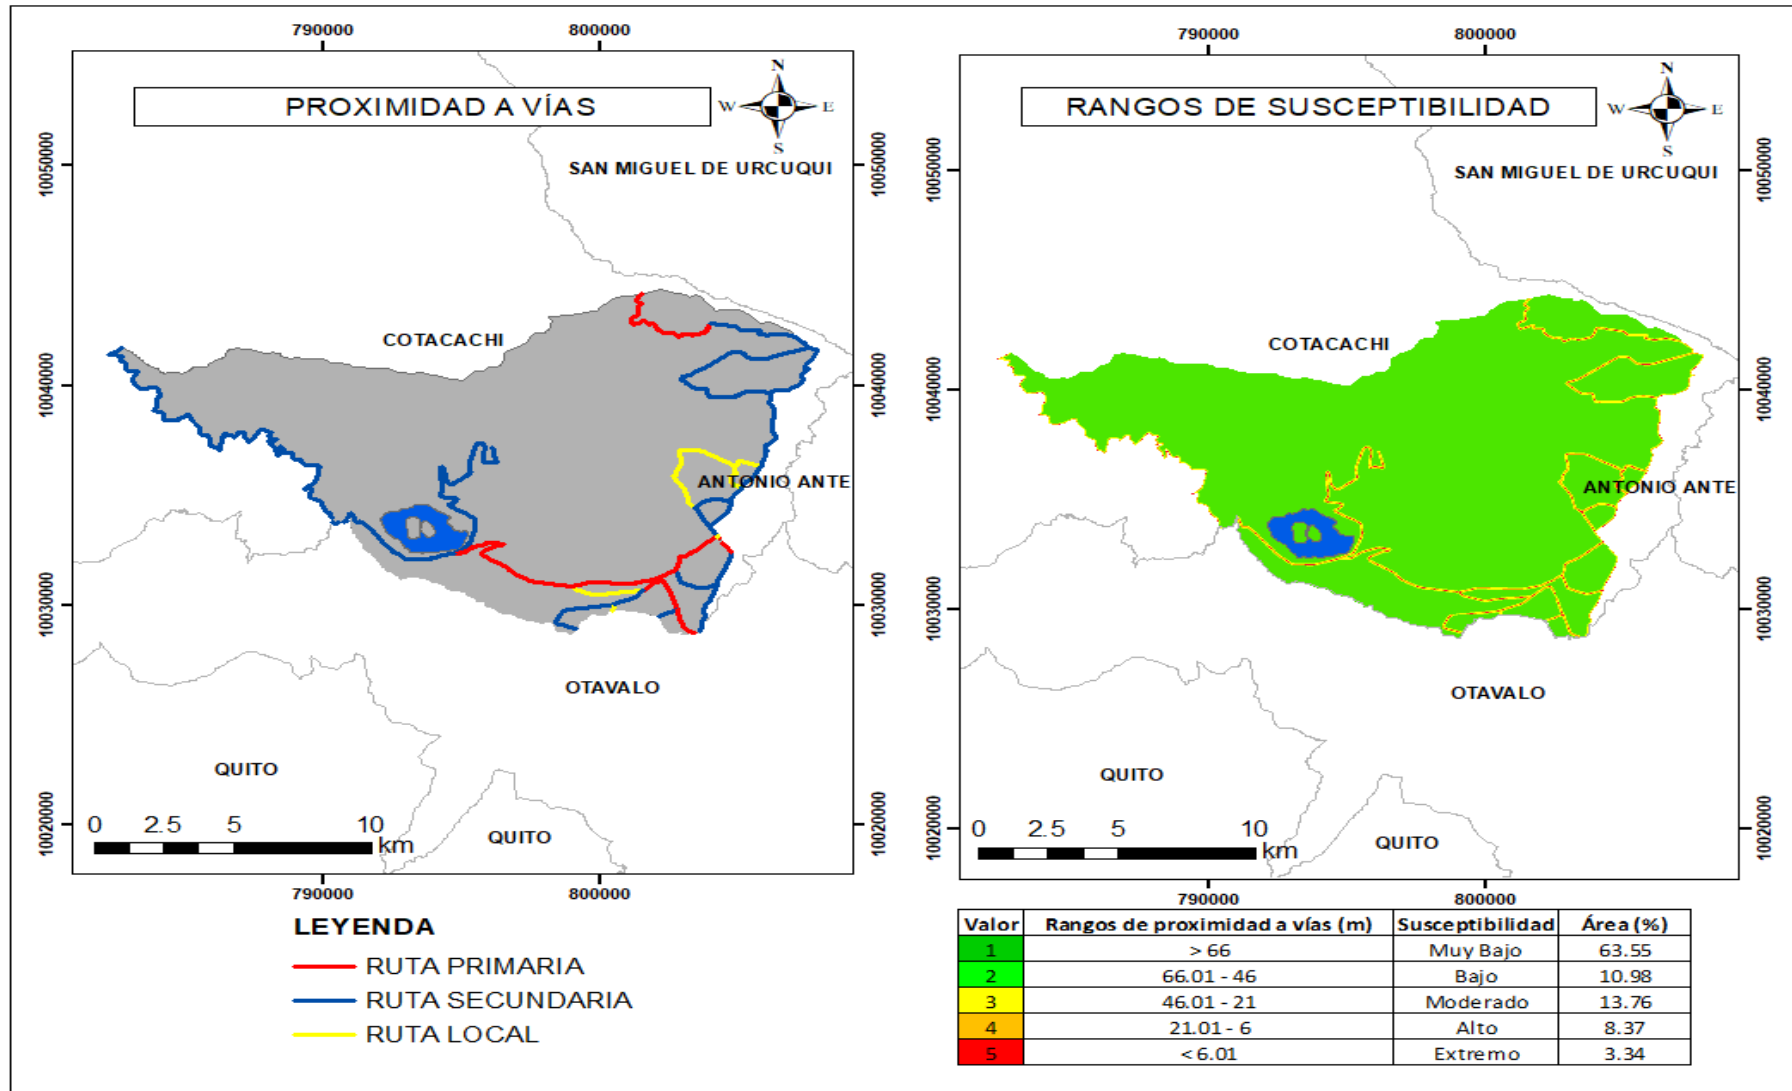 790000 800000
PROXIMIDAD A VÍAS
N
W E
S
10050000 10050000
SAN MIGUEL DE URCUQUI
COTACACHI
10040000 10040000
ANTONIO ANTE
10030000 10030000
OTAVALO
QUITO
10020000 10020000
0 2.5 5 10
km
QUITO
790000 800000
LEYENDA
RUTA PRIMARIA
RUTA SECUNDARIA
RUTA LOCAL
790000 800000
RANGOS DE SUSCEPTIBILIDAD
N
W E
S
10050000 10050000
SAN MIGUEL DE URCUQUI
COTACACHI
10040000 10040000
ANTONIO ANTE
10030000 10030000
OTAVALO
QUITO
10020000 10020000
0 2.5 5 10
km
QUITO
790000 800000
Valor Rangos de proximidad a vías (m) Susceptibilidad Área (%)
1 > 66 Muy Bajo 63.55
2 66.01 - 46 Bajo 10.98
3 46.01 - 21 Moderado 13.76
4 21.01 - 6 Alto 8.37
5 < 6.01 Extremo 3.34